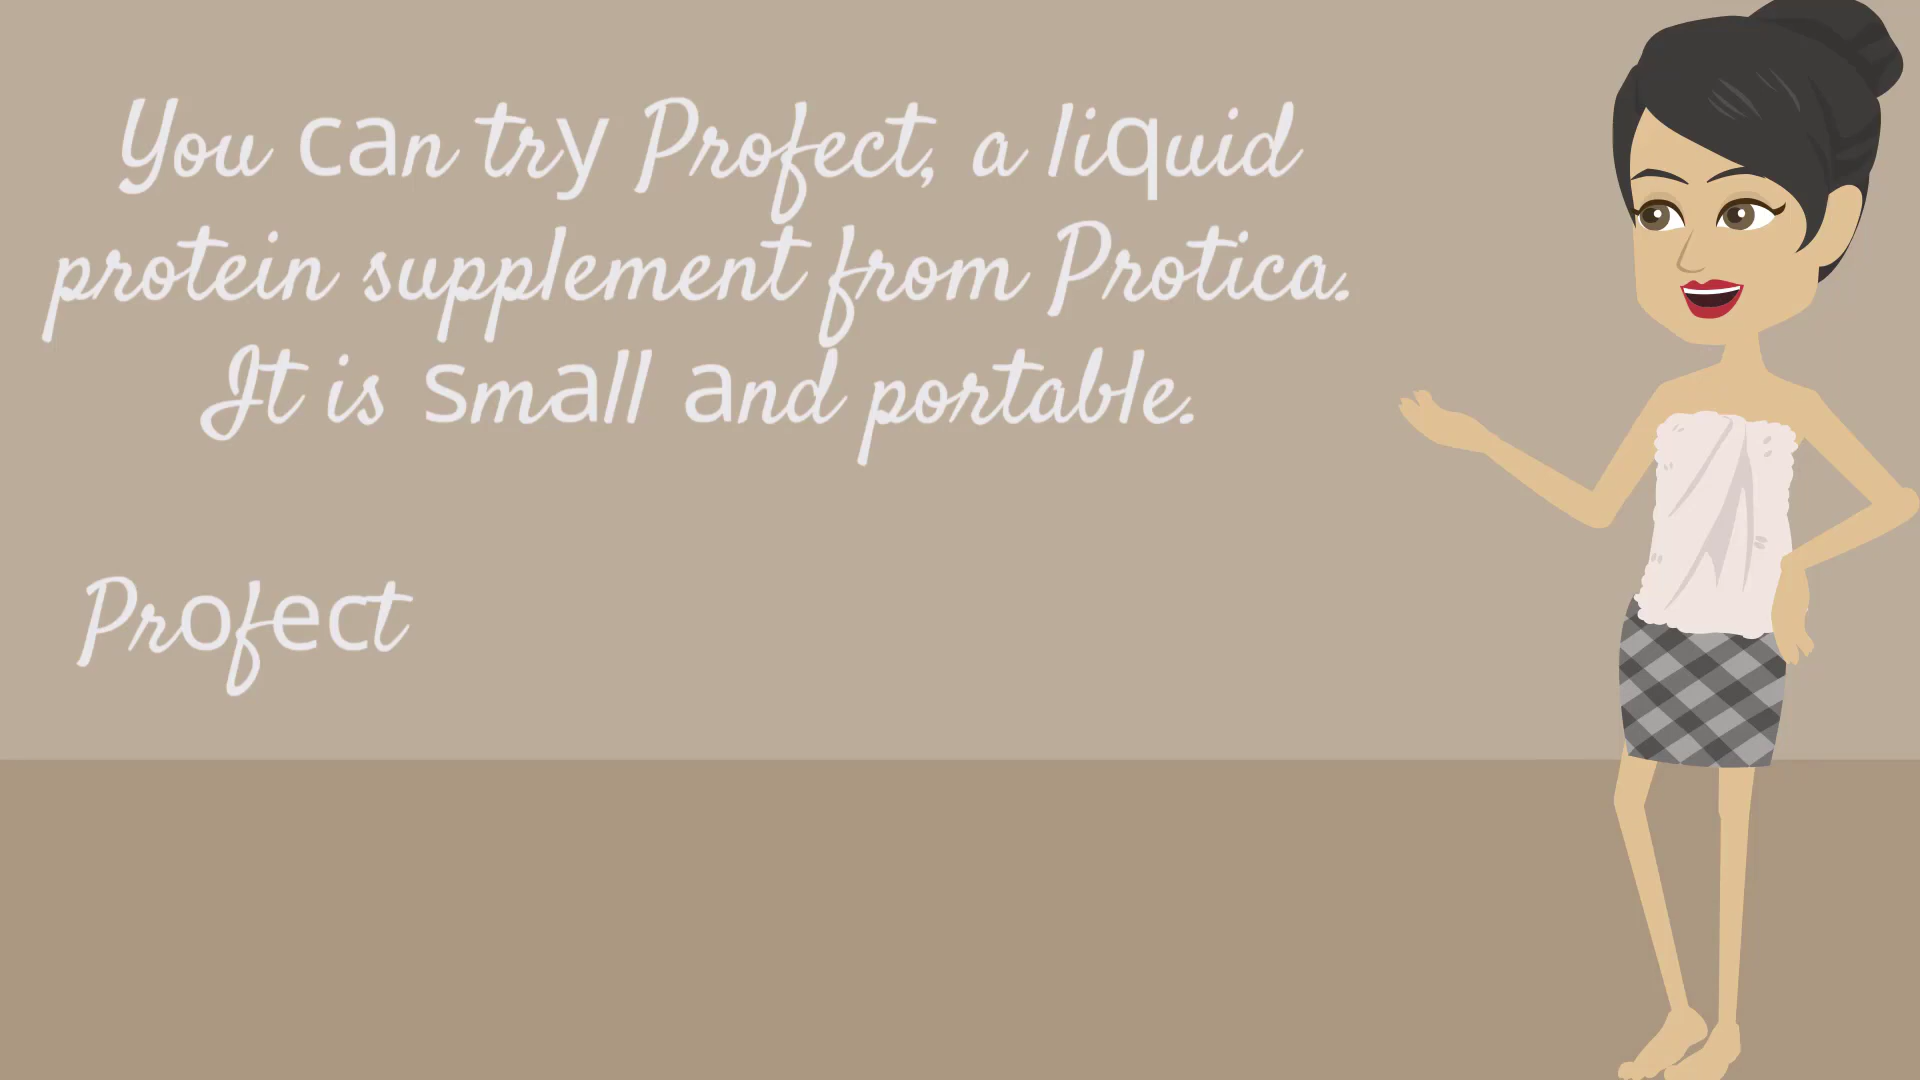 You can try Profect, a liquid
protein supplement from Protica.
It is small and portable.
Profect